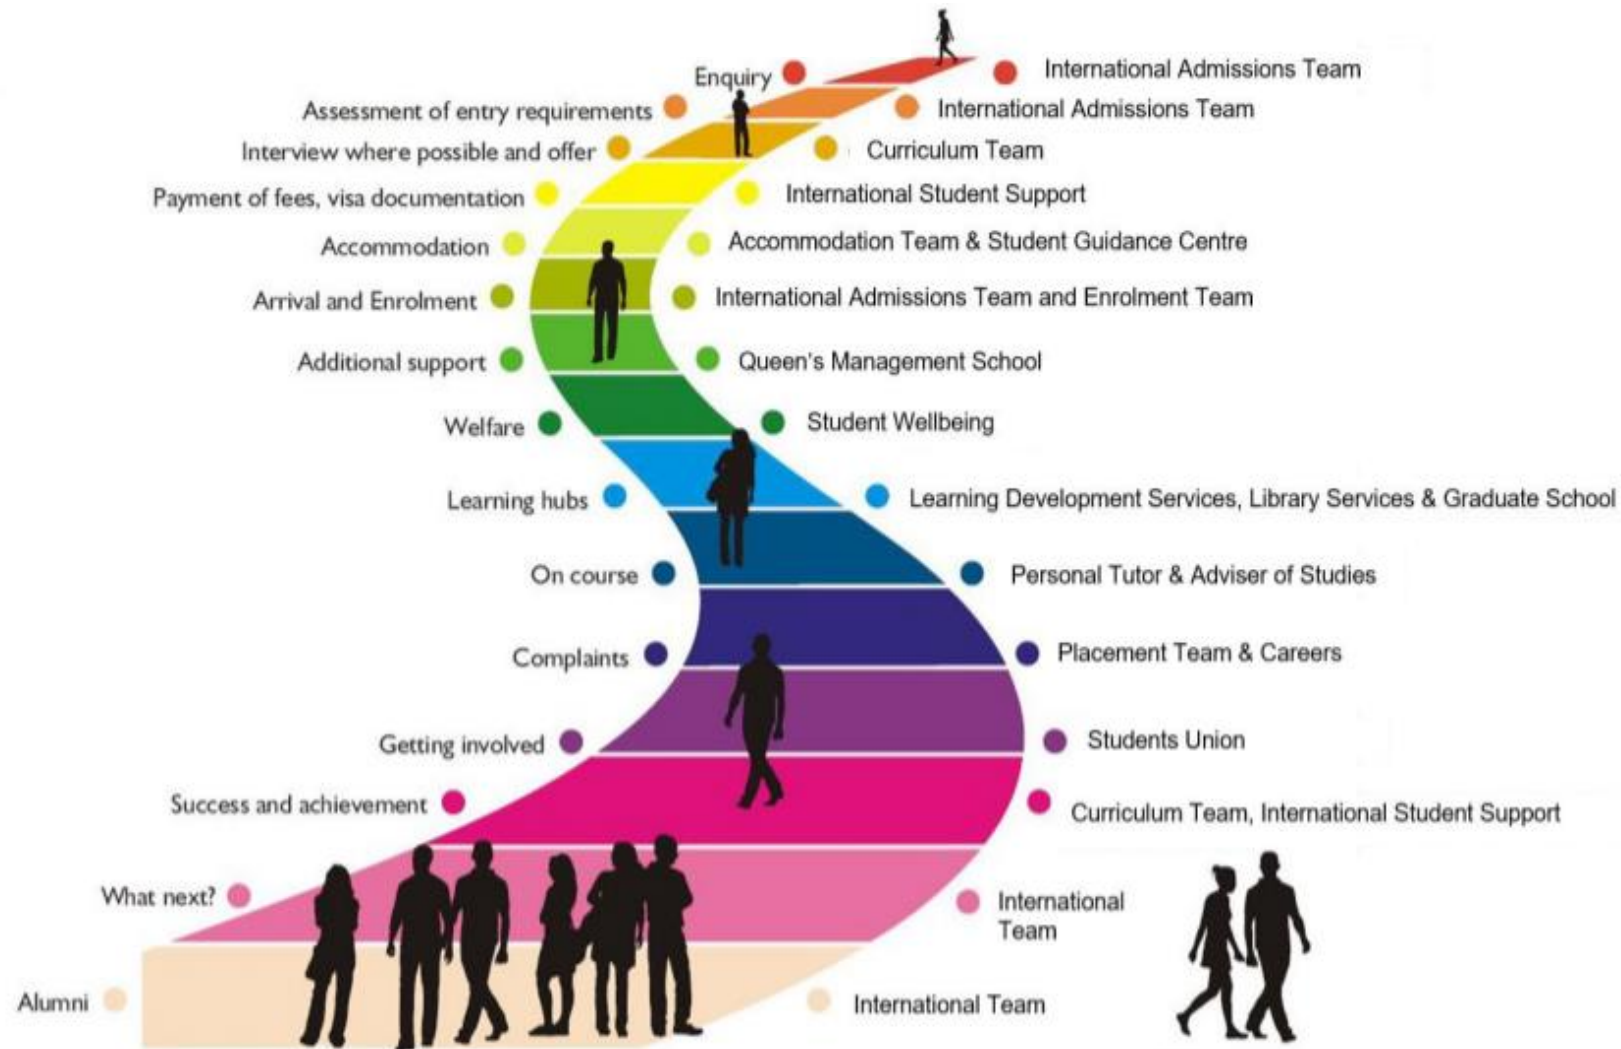 Enquiry
International Admissions Team
Assessment of entry requirements
International Admissions Team
Interview where possible and offer
Curriculum Team
Payment of fees, visa documentation
International Student Support
Accommodation
Accommodation Team & Student Guidance Centre
Arrival and Enrolment
International Admissions Team and Enrolment Team
Additional support
Queen's Management School
Welfare
Student Wellbeing
Learning hubs
Learning Development Services, Library Services & Graduate School
On course
Personal Tutor & Adviser of Studies
Complaints
Placement Team & Careers
Getting involved
Students Union
Success and achievement
Curriculum Team, International Student Support
What next?
International
Team
Alumni
International Team